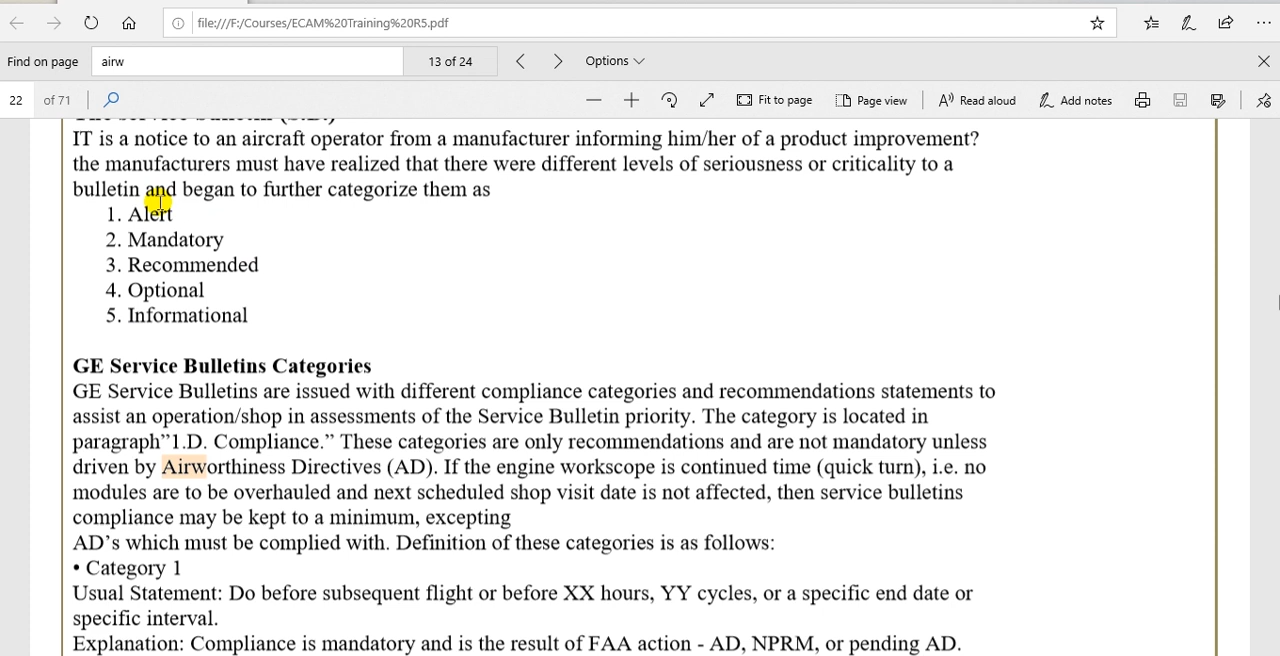 file:///F:/Courses/ECAM%20Training%20R5.pdf
Find on page
airw
13 of 24
Options
22 of 71
Fit to page
Page view
Read aloud
Add notes
IT is a notice to an aircraft operator from a manufacturer informing him/her of a product improvement?
the manufacturers must have realized that there were different levels of seriousness or criticality to a
bulletin and began to further categorize them as
1. Alert
2. Mandatory
3. Recommended
4. Optional
5. Informational
GE Service Bulletins Categories
GE Service Bulletins are issued with different compliance categories and recommendations statements to
assist an operation/shop in assessments of the Service Bulletin priority. The category is located in
paragraph”1.D. Compliance.” These categories are only recommendations and are not mandatory unless
driven by Airworthiness Directives (AD). If the engine workscope is continued time (quick turn), i.e. no
modules are to be overhauled and next scheduled shop visit date is not affected, then service bulletins
compliance may be kept to a minimum, excepting
AD’s which must be complied with. Definition of these categories is as follows:
• Category 1
Usual Statement: Do before subsequent flight or before XX hours, YY cycles, or a specific end date or
specific interval.
Explanation: Compliance is mandatory and is the result of FAA action - AD, NPRM, or pending AD.